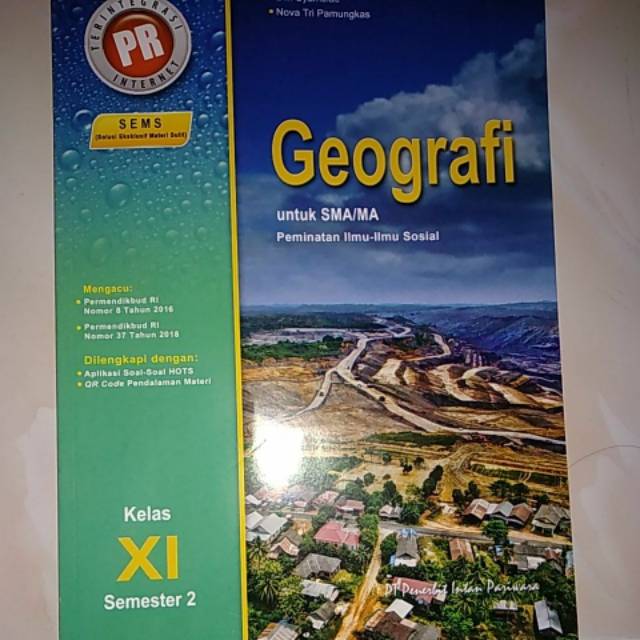 TERINTEGRASI
PR
INTERNET
SEMS
(Solusi Eksklusif Materi Sulit)
• Nova Tri Pamungkas
Geografi
untuk SMA/MA
Peminatan Ilmu-Ilmu Sosial
Mengacu:
• Permendikbud RI
Nomor 8 Tahun 2016
• Permendikbud RI
Nomor 37 Tahun 2018
Dilengkapi dengan:
• Aplikasi Soal-Soal HOTS
• QR Code Pendalaman Materi
Kelas
XI
Semester 2
PT Penerbit Intan Pariwara